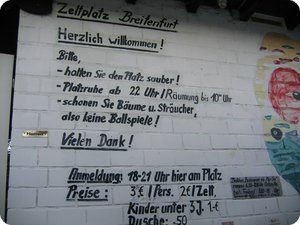 Zeltplatz Breitenfurt
Herzlich willkommen!
Bitte,
- halten Sie den Platz sauber!
- Platzruhe ab 22 Uhr/Räumung bis 10°° Uhr
- schonen Sie Bäume u. Sträucher,
also keine Ballspiele!
Vielen Dank!
Anmeldung: 18-21 Uhr hier am Platz
Preise: 3€/Pers. 2€/Zelt,
Kinder unter 3J. 1€
Dusche: -50